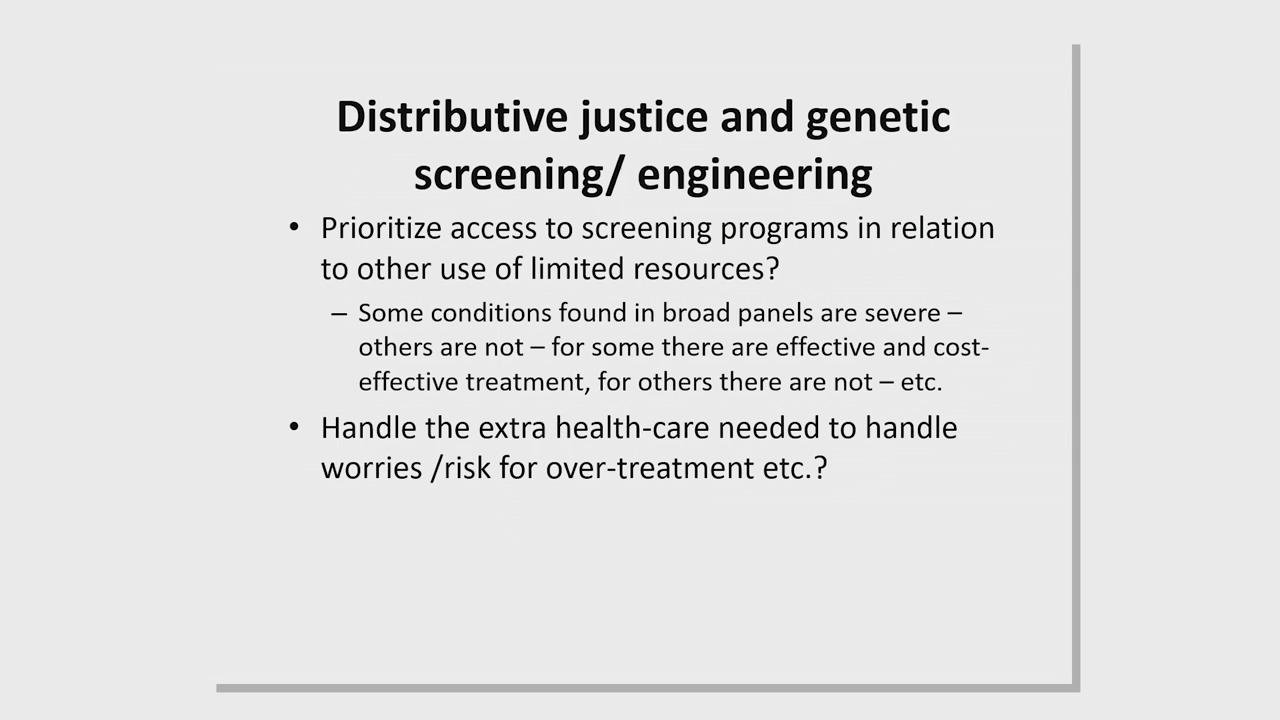 Distributive justice and genetic
screening/ engineering
• Prioritize access to screening programs in relation
to other use of limited resources?
– Some conditions found in broad panels are severe –
others are not – for some there are effective and cost-
effective treatment, for others there are not – etc.
• Handle the extra health-care needed to handle
worries /risk for over-treatment etc.?